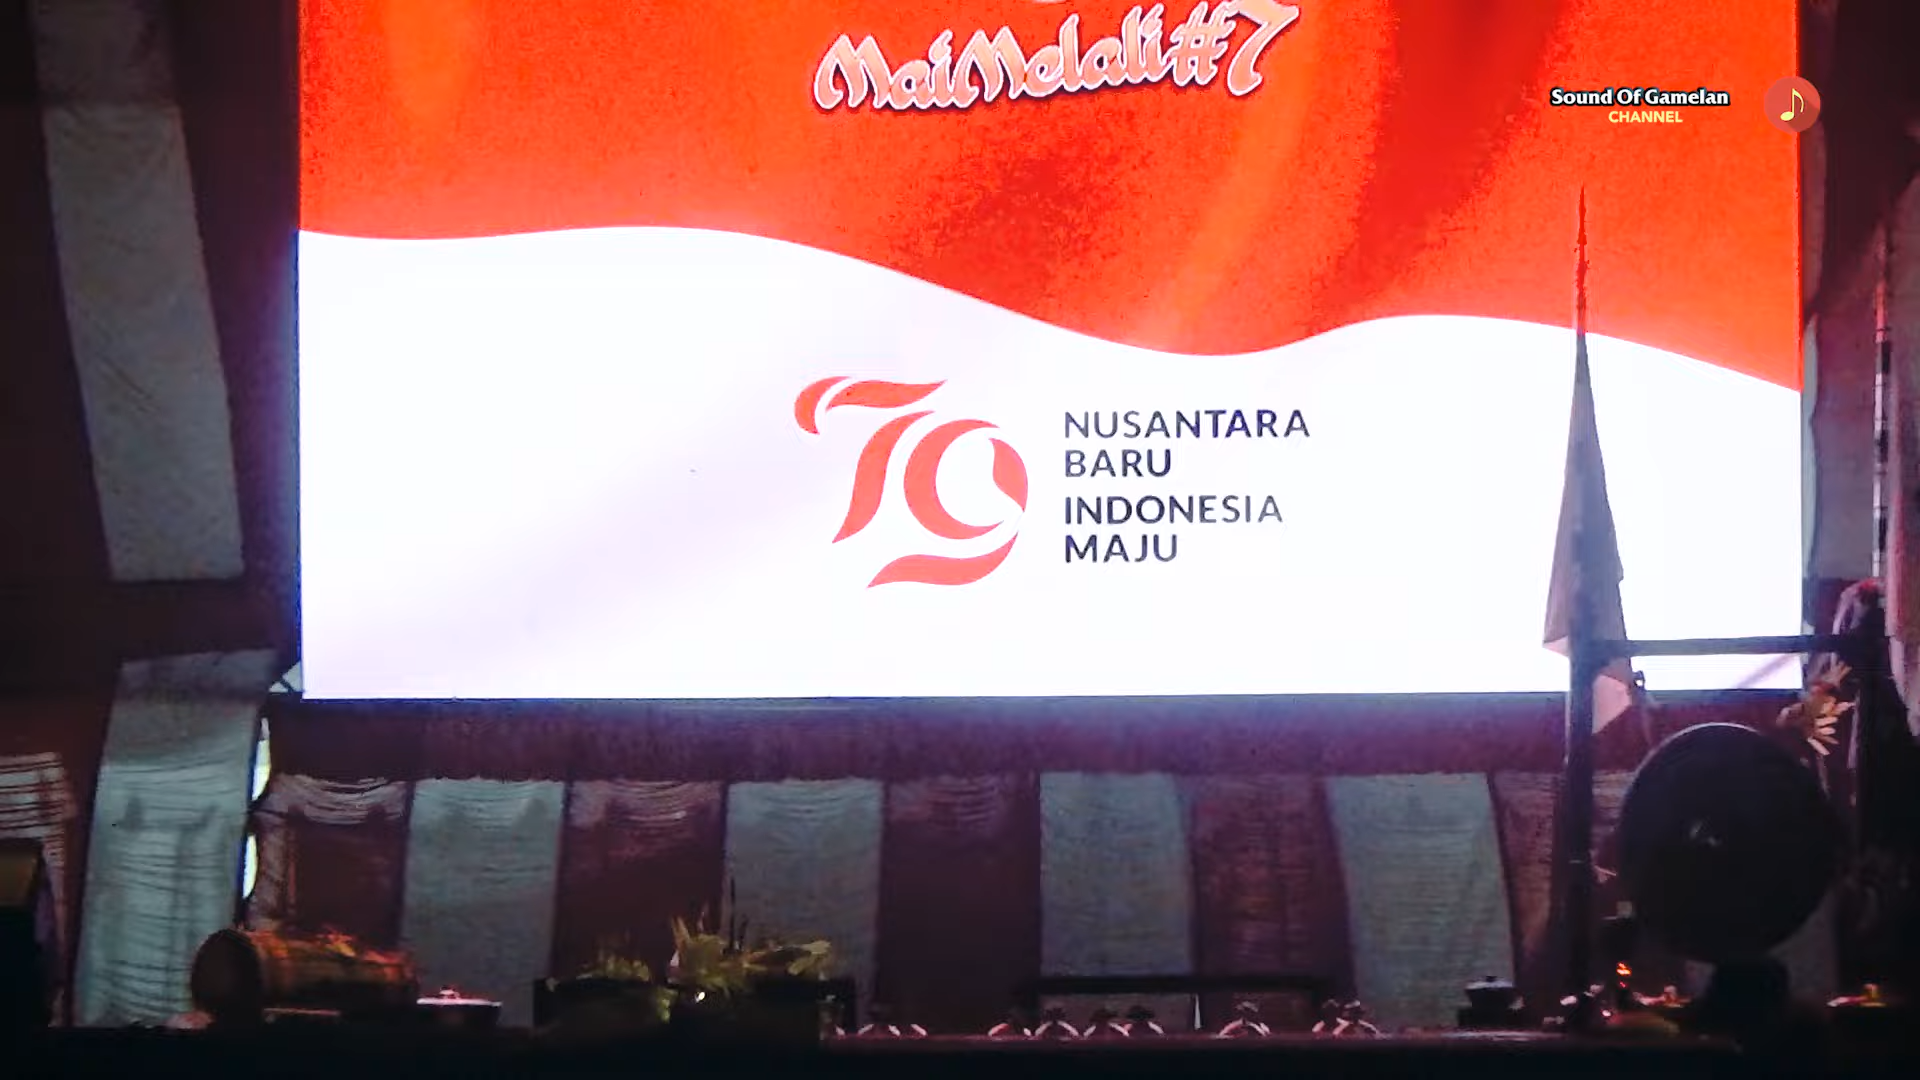 MaiMelali#7
Sound Of Gamelan
CHANNEL
79
NUSANTARA
BARU
INDONESIA
MAJU